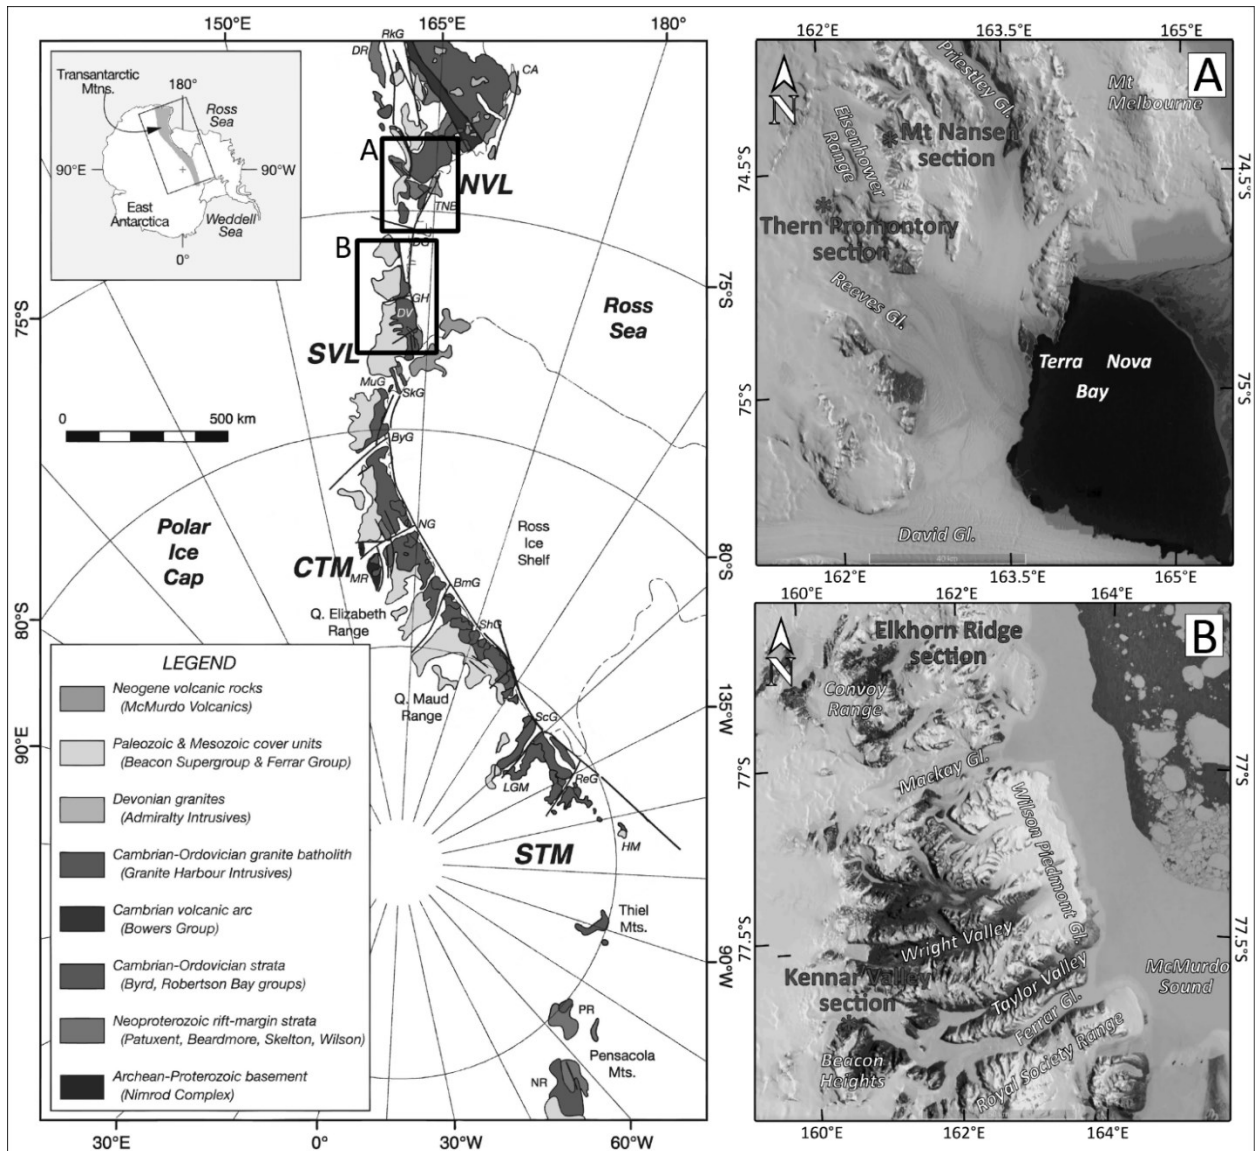 150°E
165°E
180°
Transantarctic
Mtns.
180°
Ross
Sea
90°E
90°W
East
Antarctica
Weddell
Sea
0°
RkG
DR
CA
A
NVL
TNB
B
GH
DV
SVL
75°S
75°S
Ross
Sea
MuG
SkG
0
500 km
ByG
Polar
Ice
Cap
NG
Ross
Ice
Shelf
CTM
MR
BmG
80°S
Q. Elizabeth
Range
ShG
80°S
Q. Maud
Range
ScG
135°W
90°E
LGM
ReG
HM
STM
Thiel
Mts.
90°W
PR
Pensacola
Mts.
NR
30°E
0°
30°W
60°W
LEGEND
Neogene volcanic rocks
(McMurdo Volcanics)
Paleozoic & Mesozoic cover units
(Beacon Supergroup & Ferrar Group)
Devonian granites
(Admiralty Intrusives)
Cambrian-Ordovician granite batholith
(Granite Harbour Intrusives)
Cambrian volcanic arc
(Bowers Group)
Cambrian-Ordovician strata
(Byrd, Robertson Bay groups)
Neoproterozoic rift-margin strata
(Patuxent, Beardmore, Skelton, Wilson)
Archean-Proterozoic basement
(Nimrod Complex)
162°E
163.5°E
165°E
A
N
Priestley Gl.
Mt
Melbourne
Eisenhower
Range
Mt Nansen
section
74.5°S
74.5°S
Thern Promontory
section
Reeves Gl.
Terra Nova
Bay
75°S
75°S
David Gl.
162°E
163.5°E
165°E
160°E
162°E
164°E
B
N
Elkhorn Ridge
section
Convoy
Range
Mackay Gl.
77°S
77°S
Wilson Piedmont Gl.
Wright Valley
77.5°S
77.5°S
Kennar Valley
section
Taylor Valley
McMurdo
Sound
Ferrar Gl.
Beacon
Heights
Royal Society Range
160°E
162°E
164°E